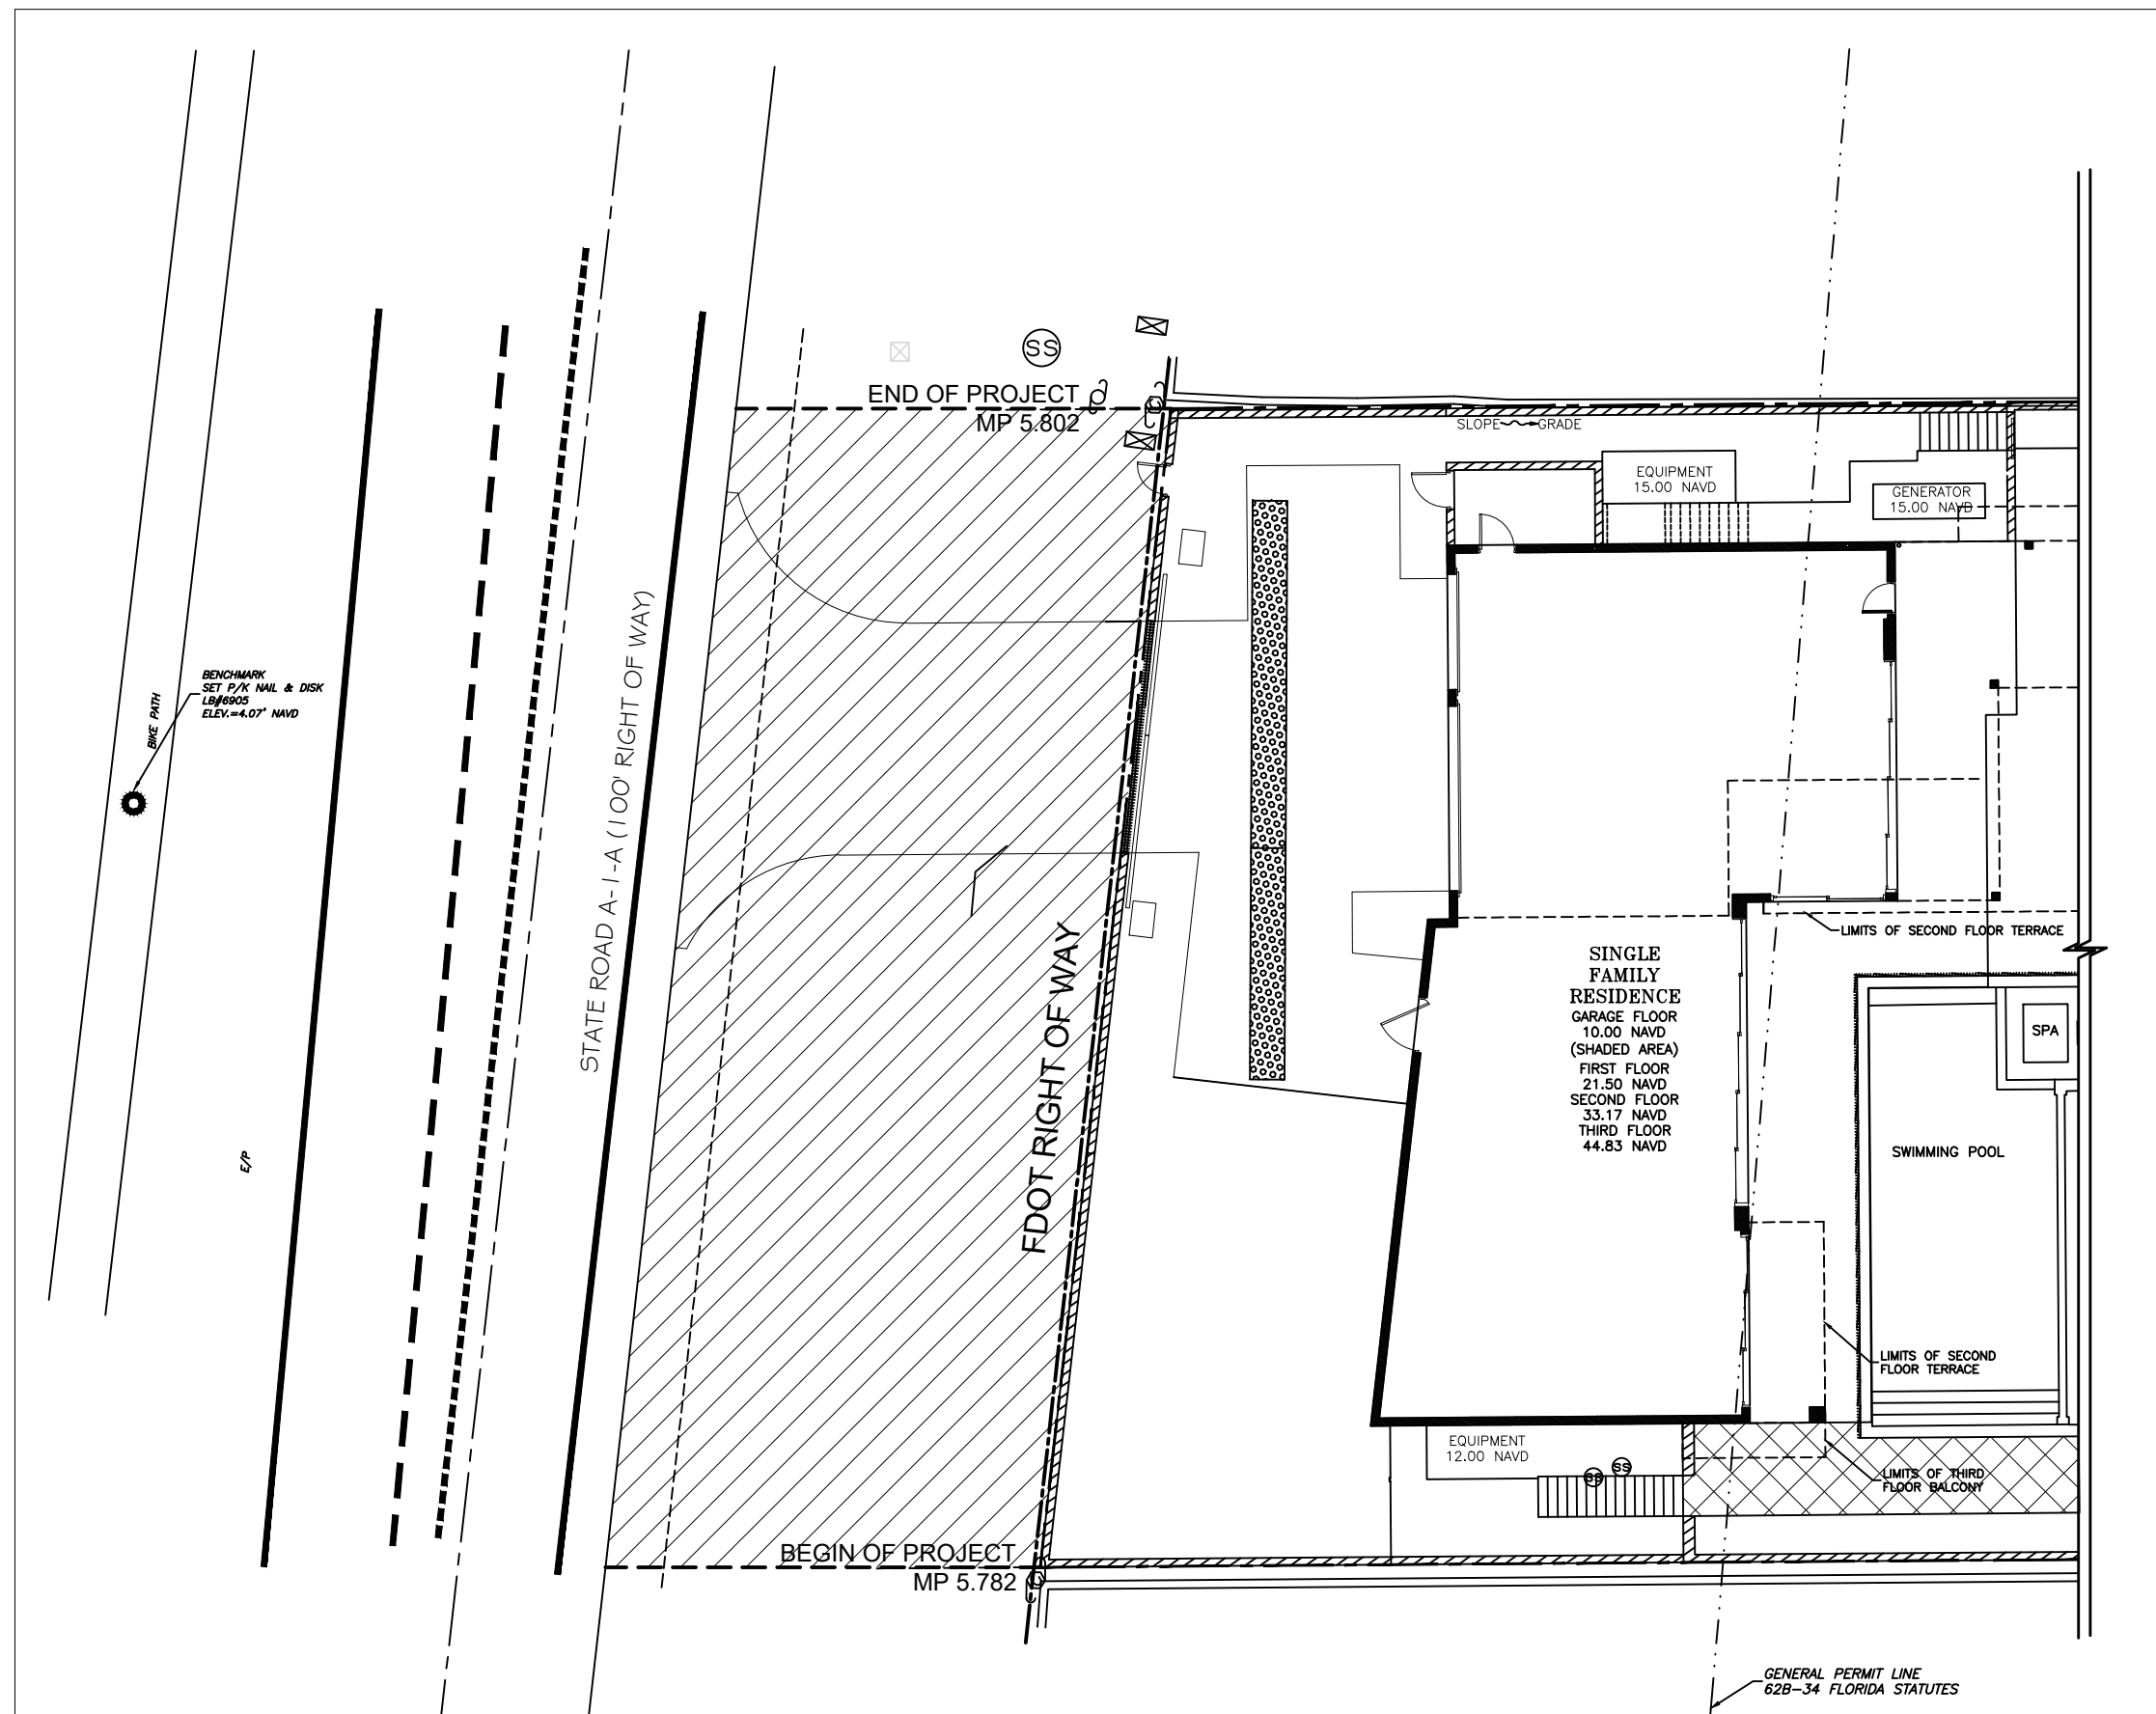 SS
END OF PROJECT
MP 5.802
SLOPE GRADE
EQUIPMENT
15.00 NAVD
GENERATOR
15.00 NAVD
BENCHMARK
SET P/K NAIL & DISK
LB#6905
ELEV.=4.07' NAVD
BIKE PATH
STATE ROAD A-1-A (100' RIGHT OF WAY)
FDOT RIGHT OF WAY
E/P
LIMITS OF SECOND FLOOR TERRACE
SINGLE
FAMILY
RESIDENCE
GARAGE FLOOR
10.00 NAVD
(SHADED AREA)
FIRST FLOOR
21.50 NAVD
SECOND FLOOR
33.17 NAVD
THIRD FLOOR
44.83 NAVD
SPA
SWIMMING POOL
LIMITS OF SECOND
FLOOR TERRACE
EQUIPMENT
12.00 NAVD
SS
SS
LIMITS OF THIRD
FLOOR BALCONY
BEGIN OF PROJECT
MP 5.782
GENERAL PERMIT LINE
62B-34 FLORIDA STATUTES